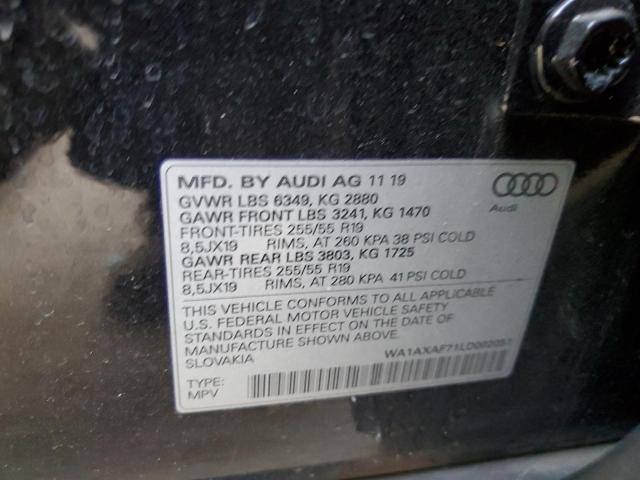 MFD. BY AUDI AG 11 19
GVWR LBS 6349, KG 2880
GAWR FRONT LBS 3241, KG 1470
FRONT-TIRES 255/55 R19
8,5JX19 RIMS, AT 260 KPA 38 PSI COLD
GAWR REAR LBS 3803, KG 1725
REAR-TIRES 255/55 R19
8,5JX19 RIMS, AT 280 KPA 41 PSI COLD
Audi
THIS VEHICLE CONFORMS TO ALL APPLICABLE
U.S. FEDERAL MOTOR VEHICLE SAFETY
STANDARDS IN EFFECT ON THE DATE OF
MANUFACTURE SHOWN ABOVE.
SLOVAKIA
WA1AXAF71LD002051
TYPE:
MPV